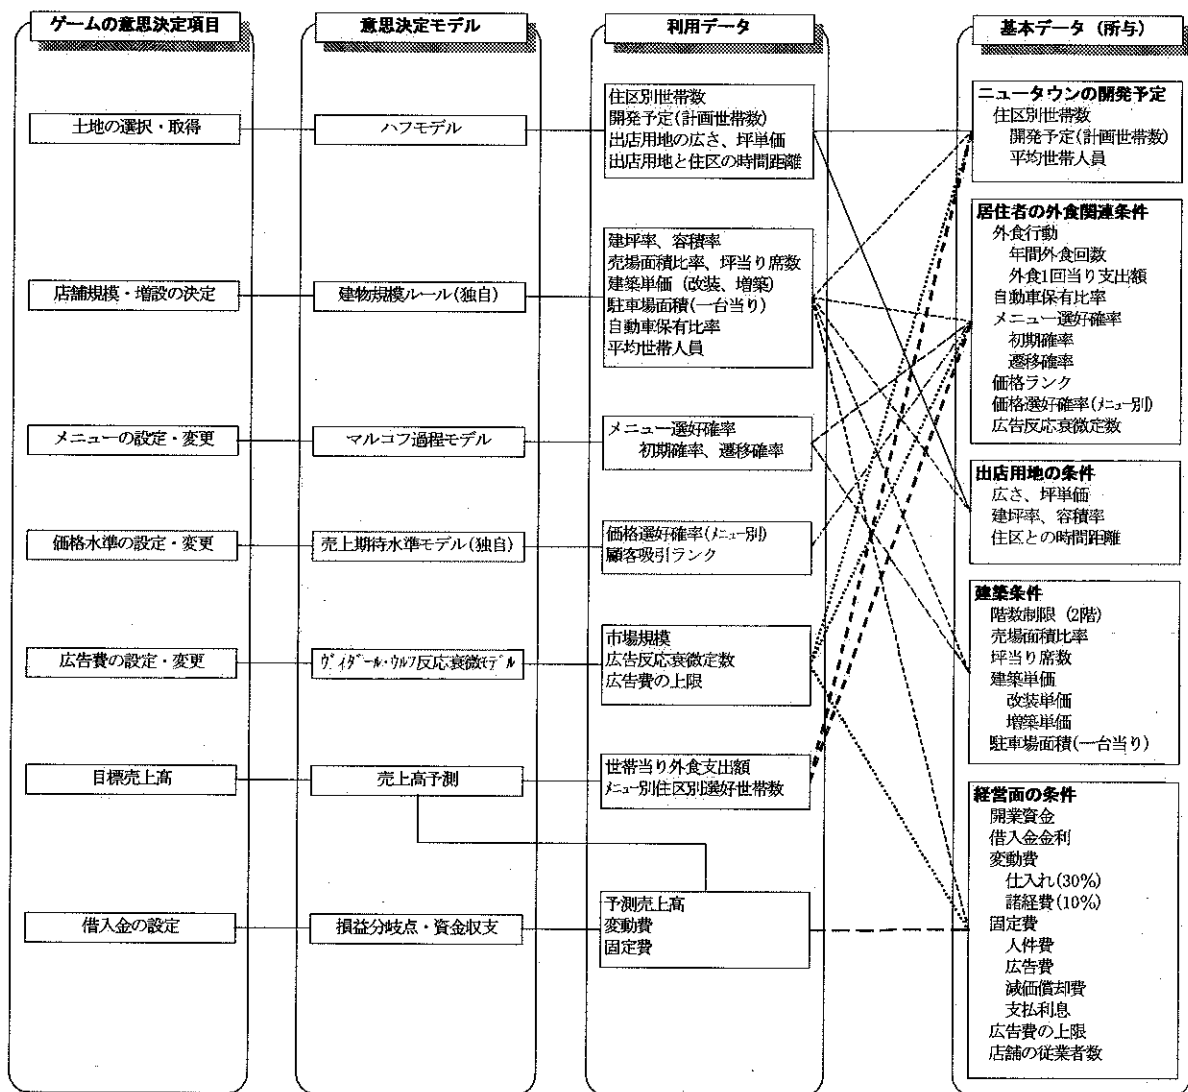 ゲームの意思決定項目
土地の選択・取得
店舗規模・増設の決定
メニューの設定・変更
価格水準の設定・変更
広告費の設定・変更
目標売上高
借入金の設定
意思決定モデル
ハフモデル
建物規模ルール(独自)
マルコフ過程モデル
売上期待水準モデル(独自)
ヴィダール・ウルフ反応衰微モデル
売上高予測
損益分岐点・資金収支
利用データ
住区別世帯数
開発予定(計画世帯数)
出店用地の広さ、坪単価
出店用地と住区の時間距離
建坪率、容積率
売場面積比率、坪当り席数
建築単価(改装、増築)
駐車場面積(一台当り)
自動車保有比率
平均世帯人員
メニュー選好確率
初期確率、遷移確率
価格選好確率(メニュー別)
顧客吸引ランク
市場規模
広告反応衰微定数
広告費の上限
世帯当り外食支出額
メニュー別住区別選好世帯数
予測売上高
変動費
固定費
基本データ(所与)
ニュータウンの開発予定
住区別世帯数
開発予定(計画世帯数)
平均世帯人員
居住者の外食関連条件
外食行動
年間外食回数
外食1回当り支出額
自動車保有比率
メニュー選好確率
初期確率
遷移確率
価格ランク
価格選好確率(メニュー別)
広告反応衰微定数
出店用地の条件
広さ、坪単価
建坪率、容積率
住区との時間距離
建築条件
階数制限(2階)
売場面積比率
坪当り席数
建築単価
改装単価
増築単価
駐車場面積(一台当り)
経営面の条件
開業資金
借入金金利
変動費
仕入れ(30%)
諸経費(10%)
固定費
人件費
広告費
減価償却費
支払利息
広告費の上限
店舗の従業者数